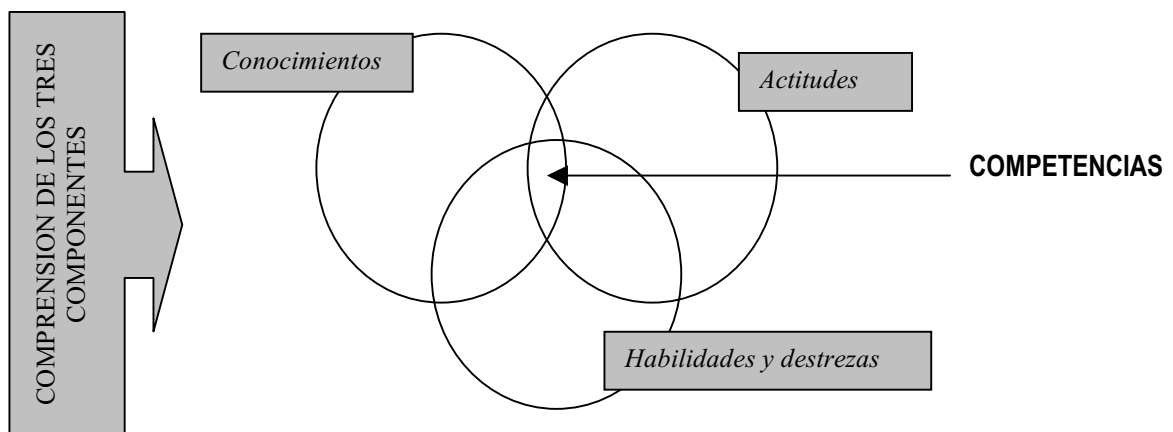 COMPRENSION DE LOS TRES
COMPONENTES
Conocimientos
Actitudes
COMPETENCIAS
Habilidades y destrezas